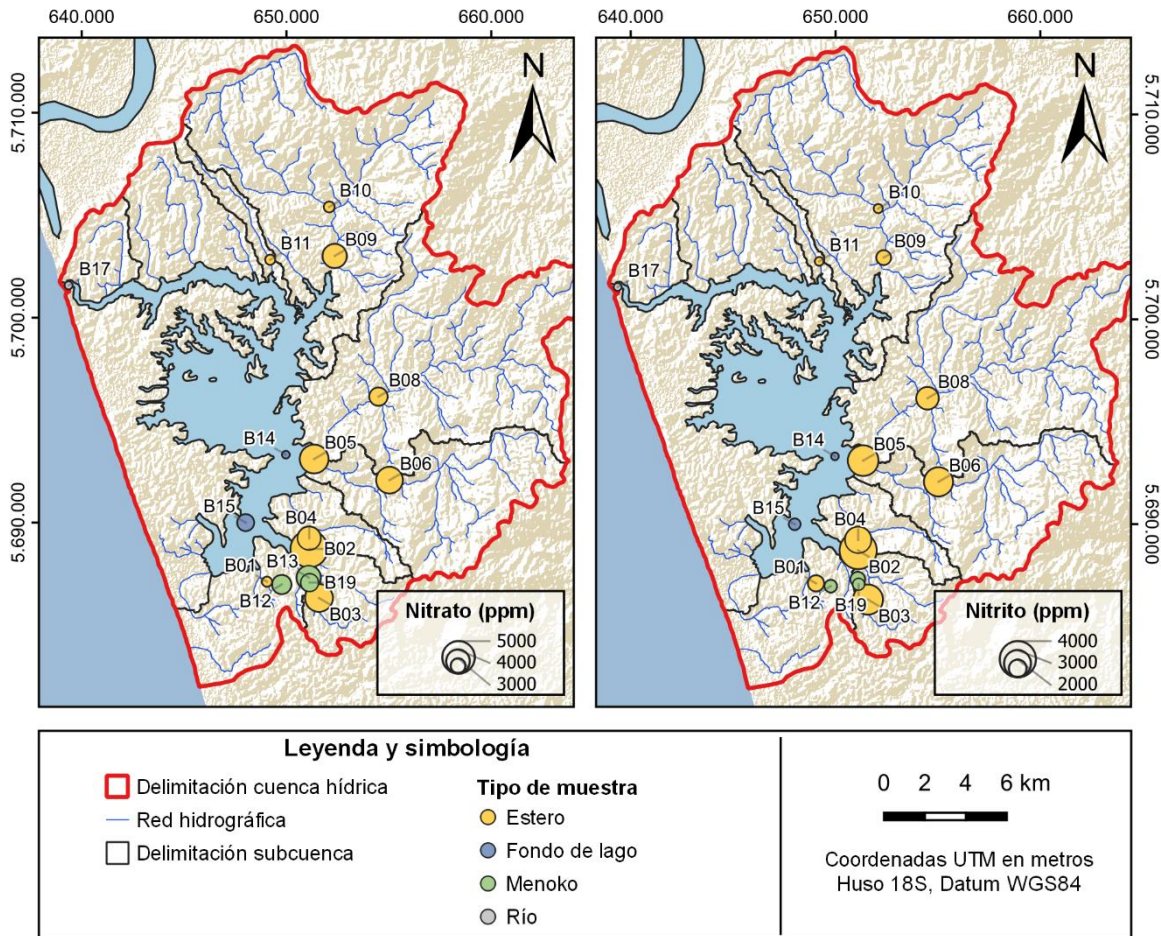 640.000 650.000 660.000
640.000 650.000 660.000
5.710.000
5.700.000
5.690.000
N
B10
B09
B11
B17
B08
B05
B14
B06
B15
B04
B02
B13
B01
B12
B19
B03
Nitrato (ppm)
5000
4000
3000
N
B10
B09
B11
B17
B08
B05
B14
B06
B15
B04
B02
B01
B12
B19
B03
Nitrito (ppm)
4000
3000
2000
5.710.000
5.700.000
5.690.000
Leyenda y simbología
Delimitación cuenca hídrica
Red hidrográfica
Delimitación subcuenca
Tipo de muestra
Estero
Fondo de lago
Menoko
Río
0 2 4 6 km
Coordenadas UTM en metros
Huso 18S, Datum WGS84